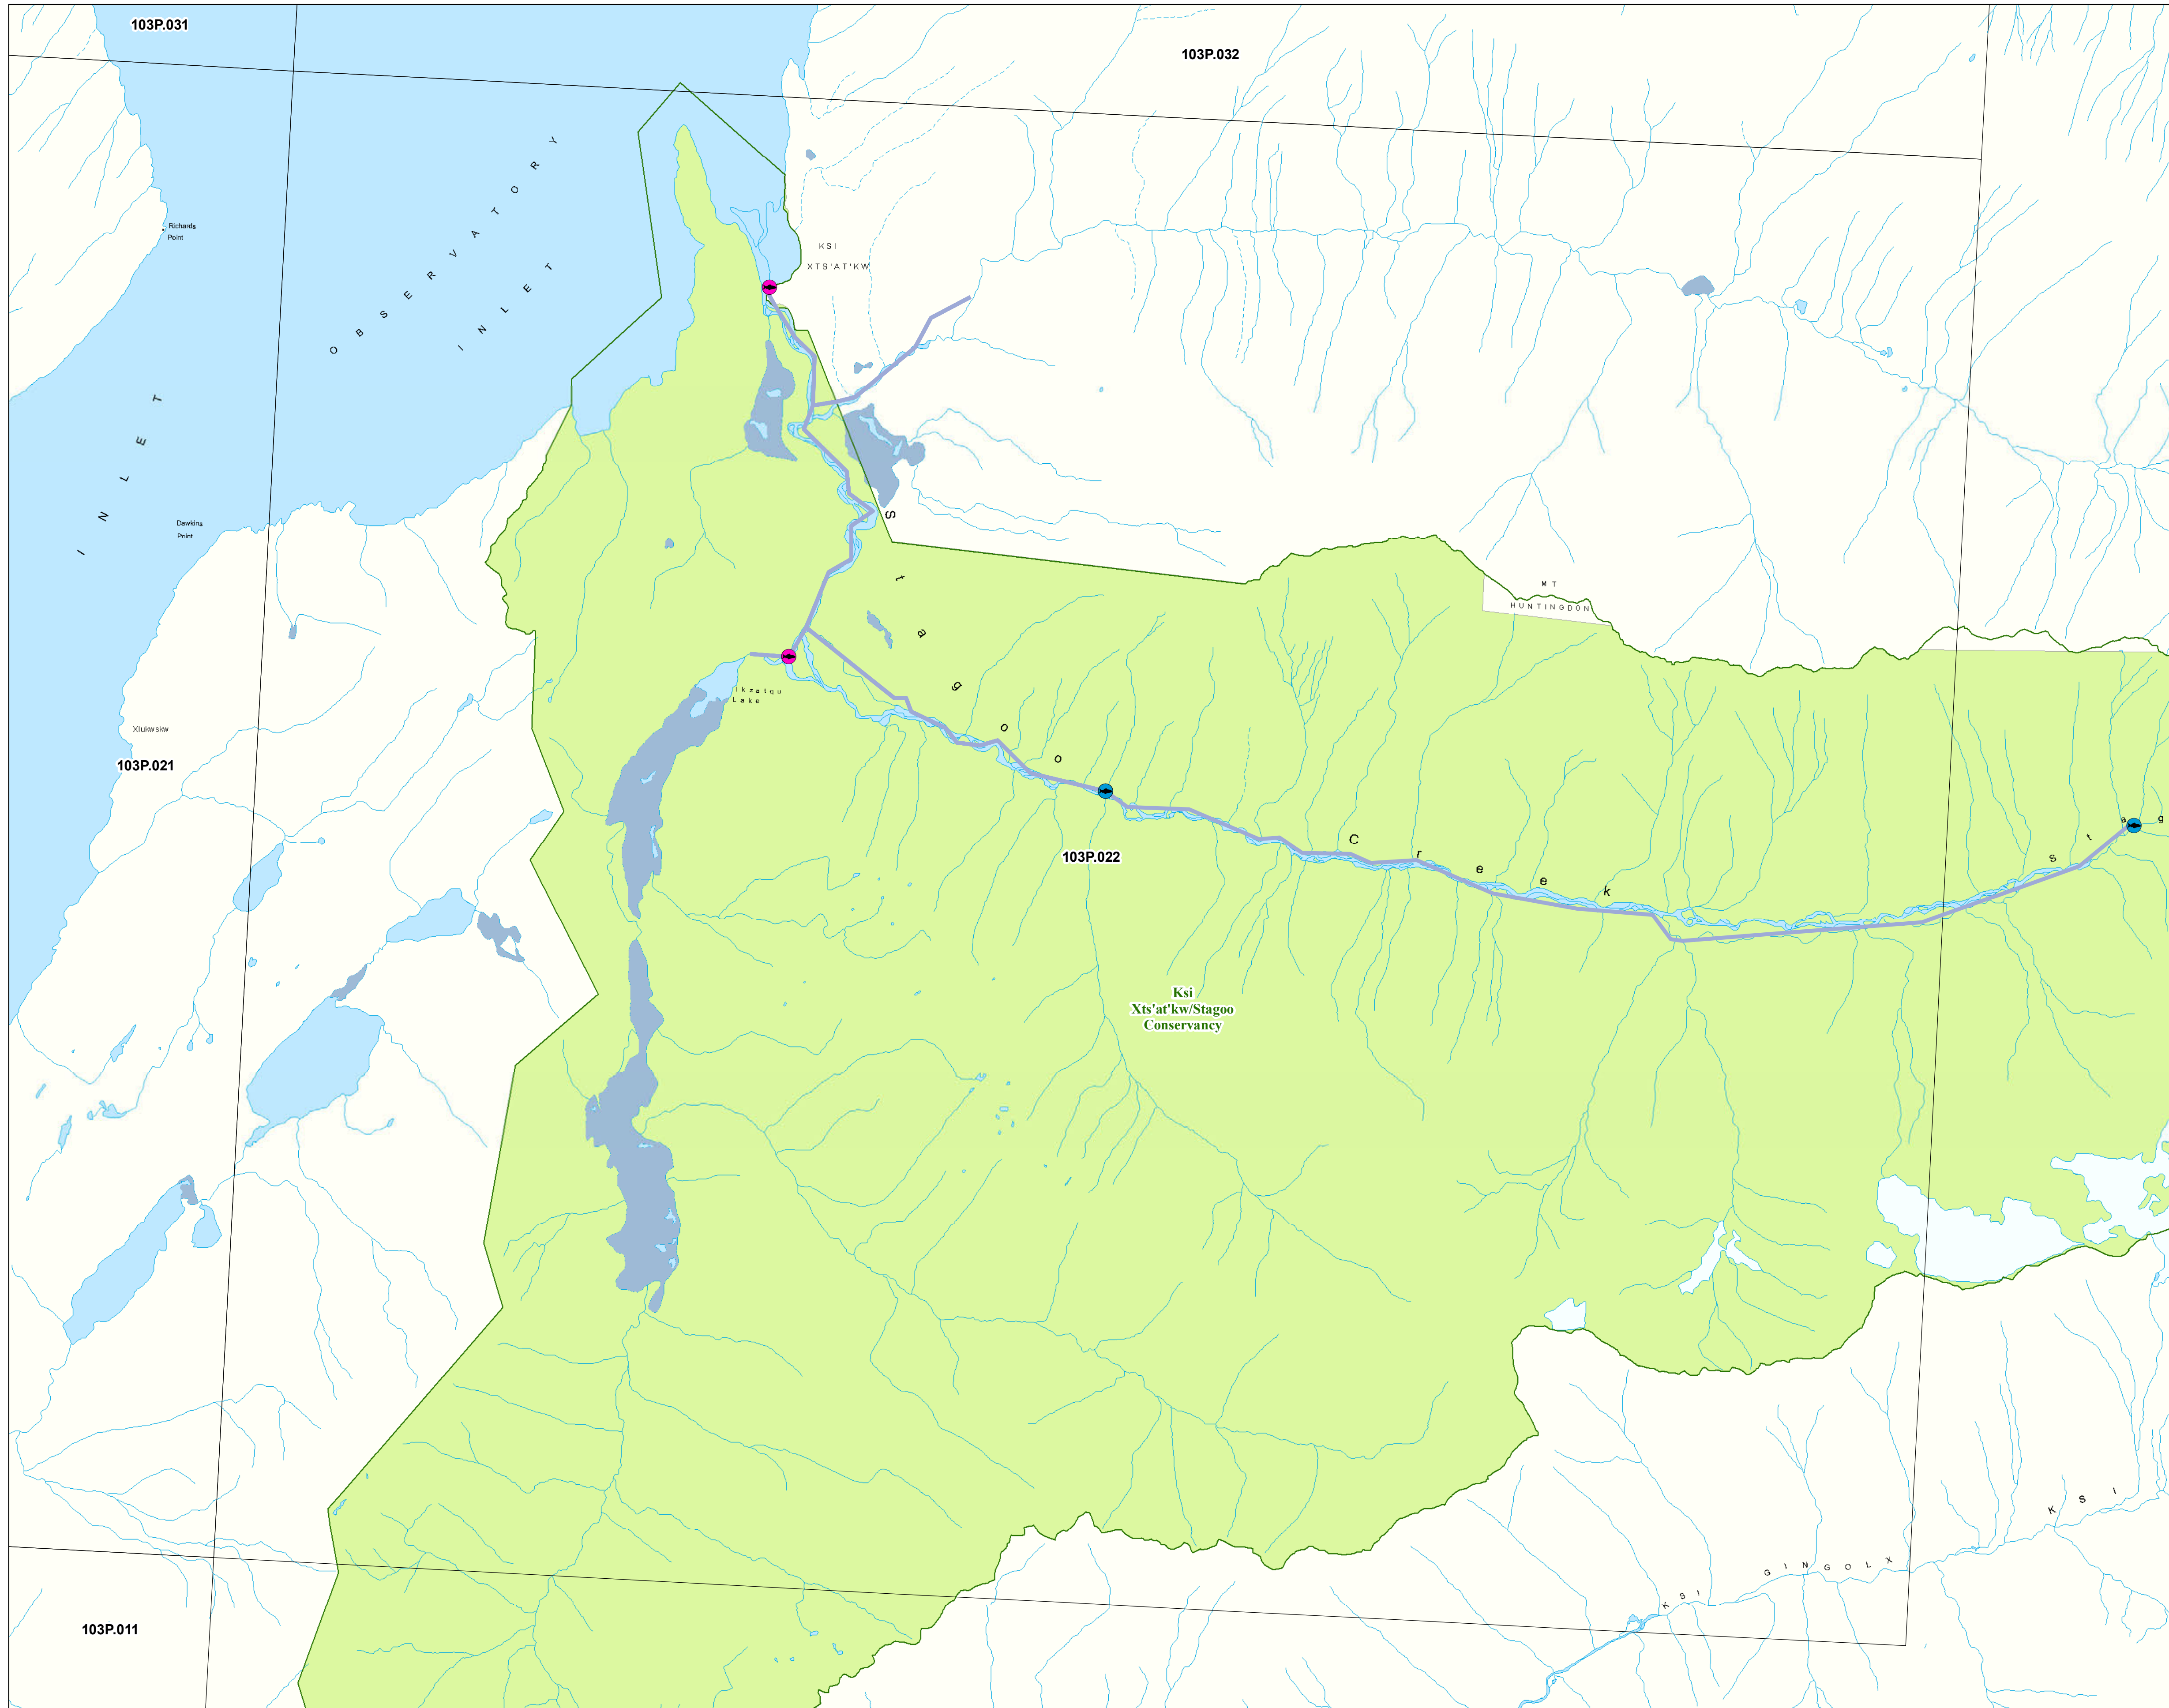 103P.031
103P.032
OBSERVATORY
INLET
Richards
Point
KSI
XTS'AT'KW
INLET
Dawkins
Point
Stagoo Creek
MT
HUNTINGDON
Ikzatqu
Lake
Xlukwskw
103P.021
103P.022
Stag
Ksi
Xts'at'kw/Stagoo
Conservancy
KSI GINGOLX
KSI
103P.011